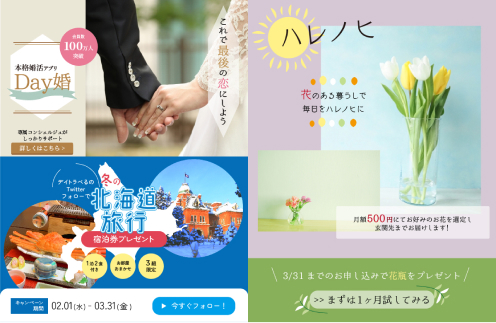 会員数
100万人
突破
本格婚活アプリ
Day婚
専属コンシェルジュが
しっかりサポート
詳しくはこちら >
これで最後の恋にしよう
デイトラベるの
Twitter
フォローで
冬の
北海道
旅行
宿泊券プレゼント
1泊2食
付き
お部屋
おまかせ
3組
限定
キャンペーン
期間
02.01(水) - 03.31(金)
▶ 今すぐフォロー!
ハレノヒ
花のある暮らしで
毎日をハレノヒに
月額500円にてお好みのお花を選定し
玄関先までお届けします!
3/31 までのお申し込みで花瓶をプレゼント
>> まずは1ヶ月試してみる